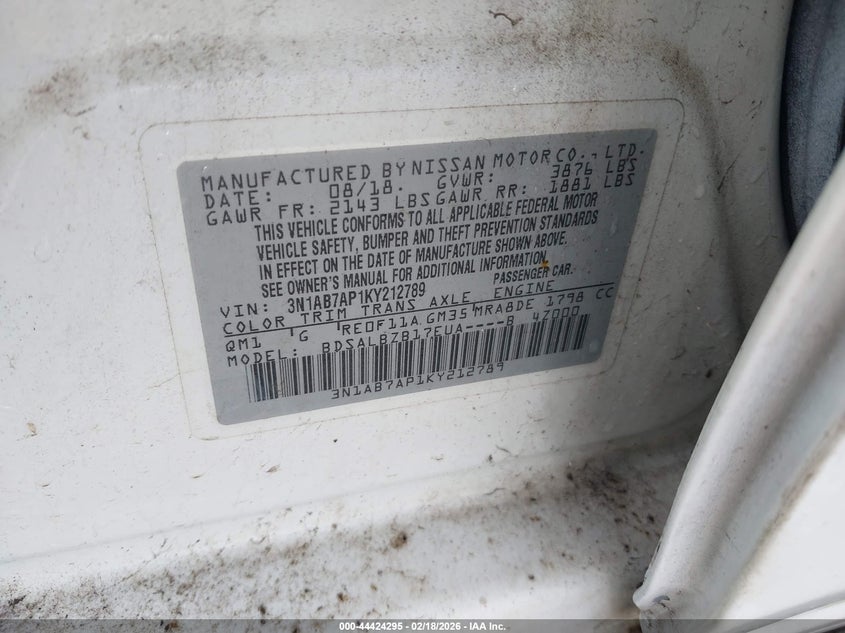 MANUFACTURED BY NISSAN MOTOR CO., LTD.
DATE: 08/18. GVWR: 3876 LBS
GAWR FR: 2143 LBS GAWR RR: 1881 LBS
THIS VEHICLE CONFORMS TO ALL APPLICABLE FEDERAL MOTOR
VEHICLE SAFETY, BUMPER AND THEFT PREVENTION STANDARDS
IN EFFECT ON THE DATE OF MANUFACTURE SHOWN ABOVE.
SEE OWNER'S MANUAL FOR ADDITIONAL INFORMATION.
VIN: 3N1AB7AP1KY212789 PASSENGER CAR.
COLOR TRIM TRANS AXLE ENGINE
QM1 G RE0F11A GM35 MRA8DE 1798 CC
MODEL: BDSALBZB17EUA----B 4Z000
3N1AB7AP1KY212789
000-44424295 - 02/18/2026 - IAA Inc.